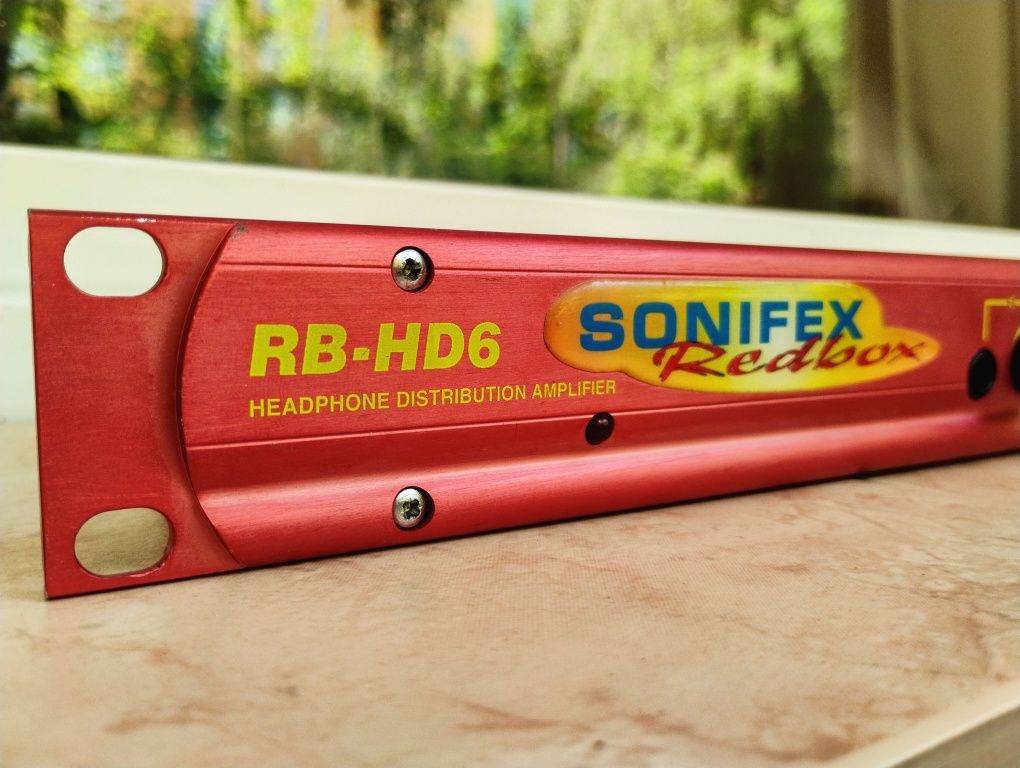 RB-HD6
HEADPHONE DISTRIBUTION AMPLIFIER
SONIFEX
Redbox